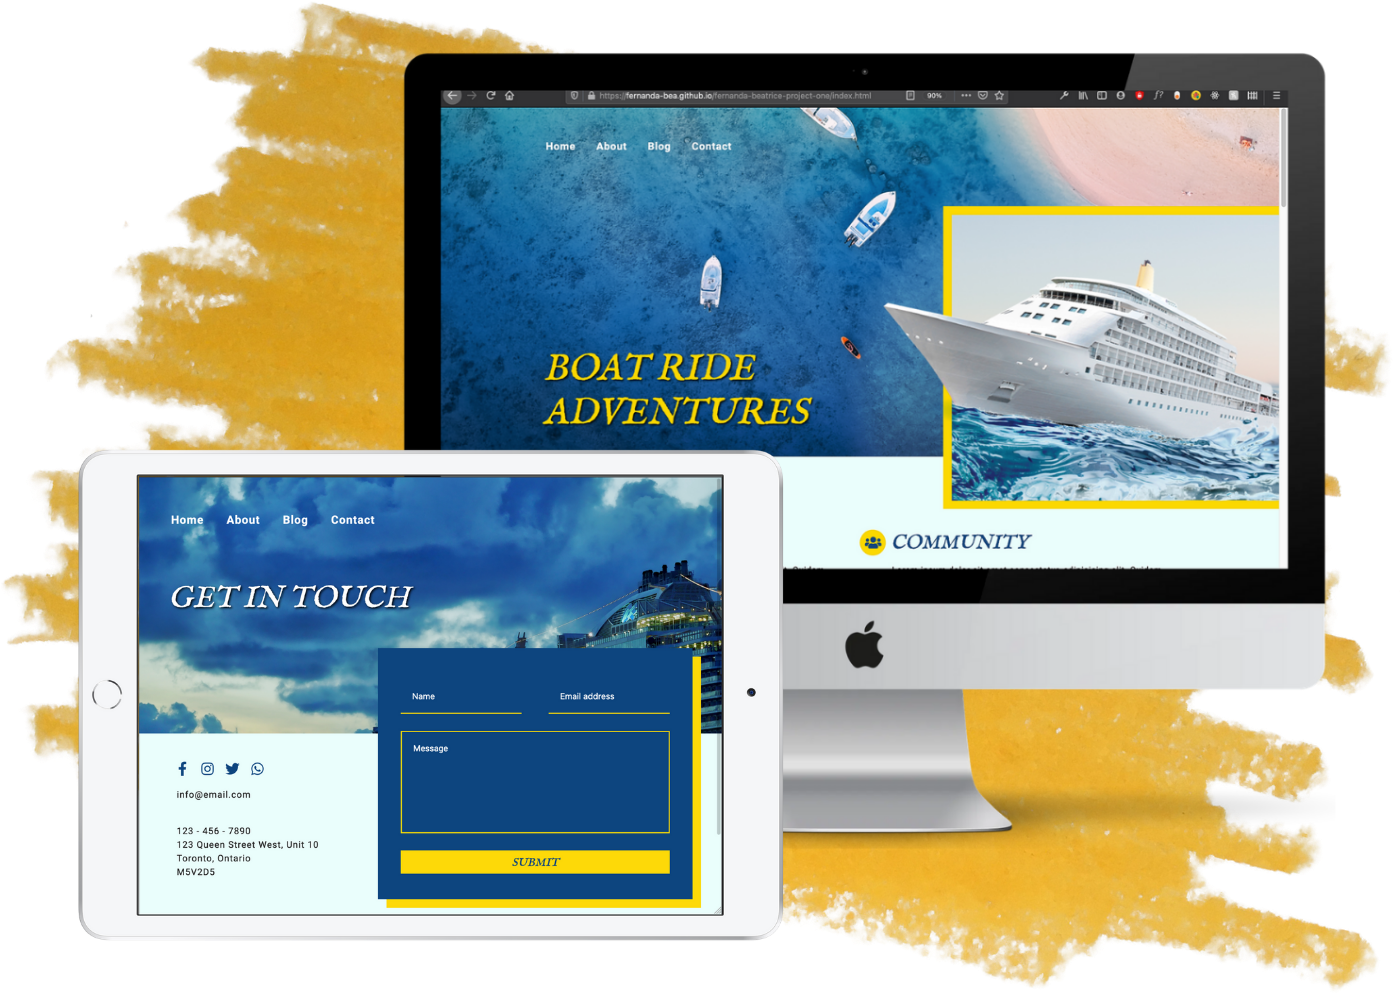 https://fernanda-bea.github.io/fernanda-beatrice-project-one/index.html
90%
Home About Blog Contact
BOAT RIDE
ADVENTURES
COMMUNITY
Home About Blog Contact
GET IN TOUCH
Name Email address
Message
SUBMIT
info@email.com
123 - 456 - 7890
123 Queen Street West, Unit 10
Toronto, Ontario
M5V2D5